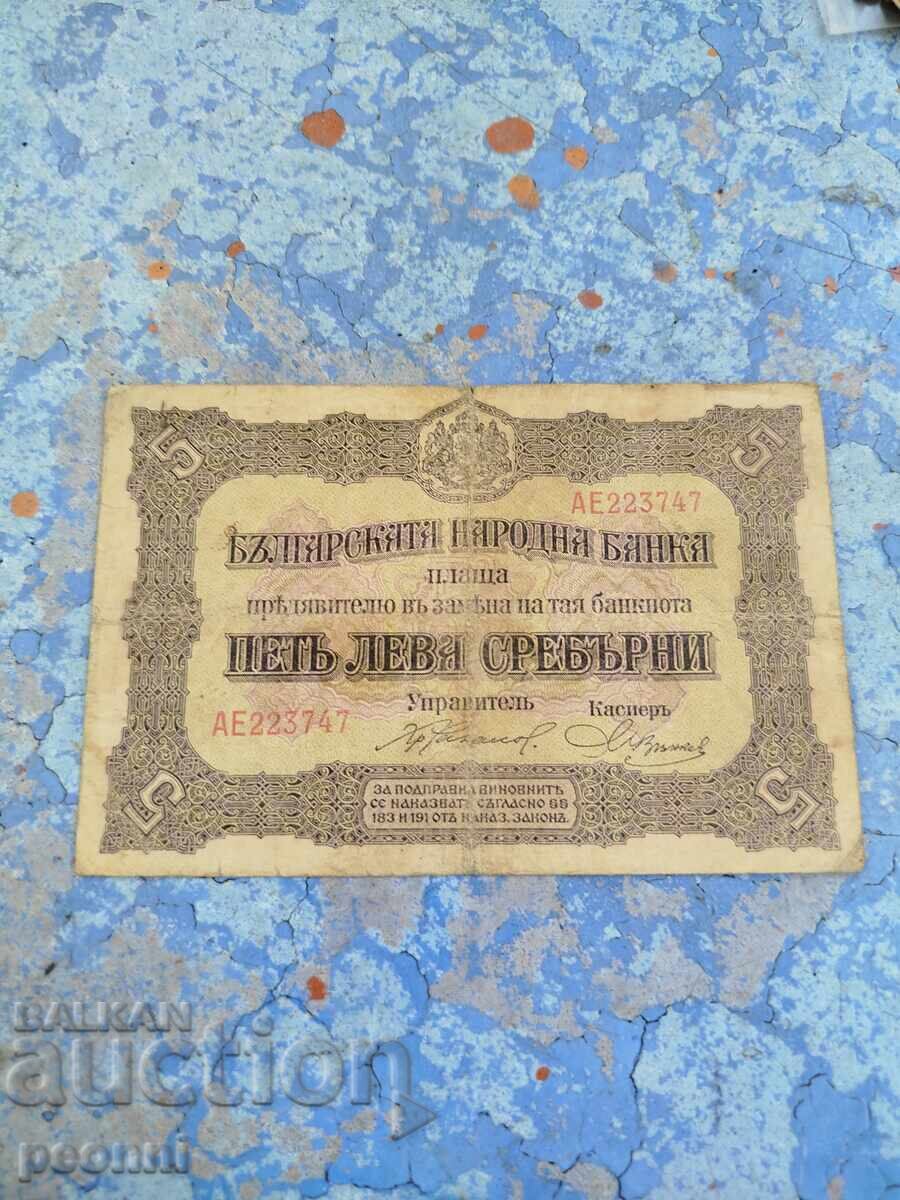 5 5
АЕ223747
БЪЛГАРСКАТА НАРОДНА БАНКА
плаща
прѣдявителю въ замѣна на тая банкнота
ПЕТЬ ЛЕВА СРЕБЪРНИ
Управитель Касиеръ
АЕ223747
ЗА ПОДПРАВКА ВИНОВНИТѢ
СЕ НАКАЗВАТЪ СЪГЛАСНО §§
183 И 191 ОТЪ НАКАЗ. ЗАКОНЪ.
5 5
BALKAN
auction
peonni